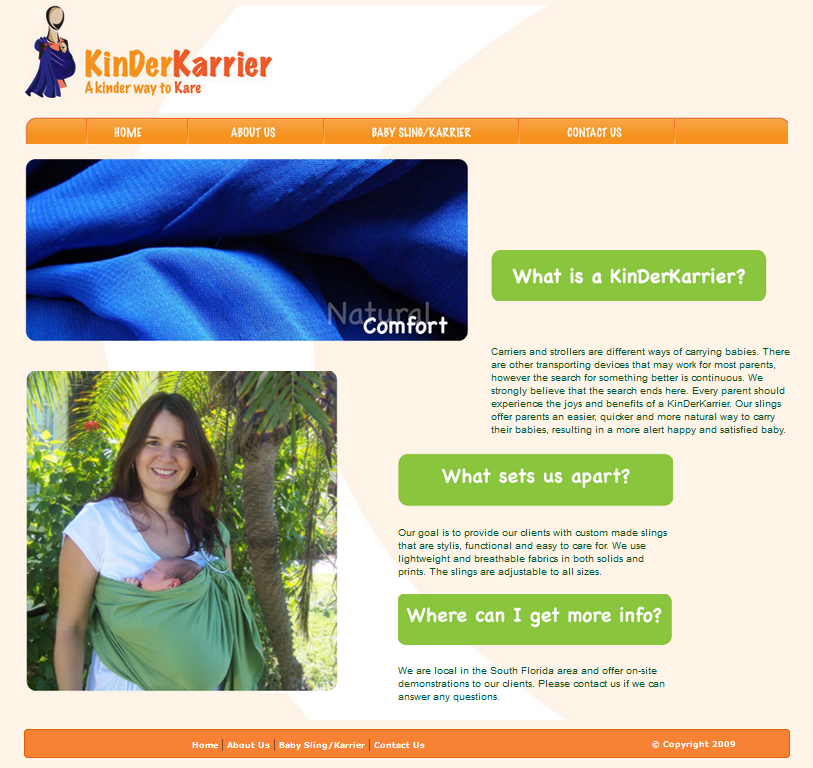 KinDerKarrier
A kinder way to Kare
HOME
ABOUT US
BABY SLING/KARRIER
CONTACT US
Natural
Comfort
What is a KinDerKarrier?
Carriers and strollers are different ways of carrying babies. There
are other transporting devices that may work for most parents,
however the search for something better is continuous. We
strongly believe that the search ends here. Every parent should
experience the joys and benefits of a KinDerKarrier. Our slings
offer parents an easier, quicker and more natural way to carry
their babies, resulting in a more alert happy and satisfied baby.
What sets us apart?
Our goal is to provide our clients with custom made slings
that are stylis, functional and easy to care for. We use
lightweight and breathable fabrics in both solids and
prints. The slings are adjustable to all sizes.
Where can I get more info?
We are local in the South Florida area and offer on-site
demonstrations to our clients. Please contact us if we can
answer any questions.
Home | About Us | Baby Sling/Karrier | Contact Us
© Copyright 2009